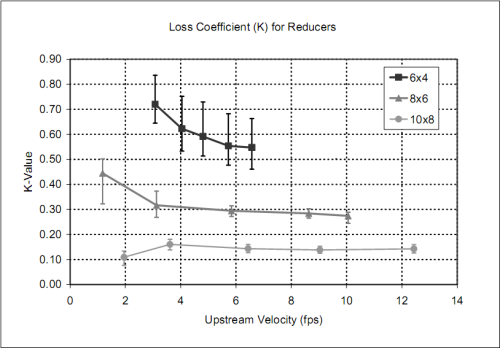 Loss Coefficient (K) for Reducers
0.90
0.80
0.70
0.60
0.50
0.40
0.30
0.20
0.10
0.00
K-Value
6x4
8x6
10x8
0 2 4 6 8 10 12 14
Upstream Velocity (fps)